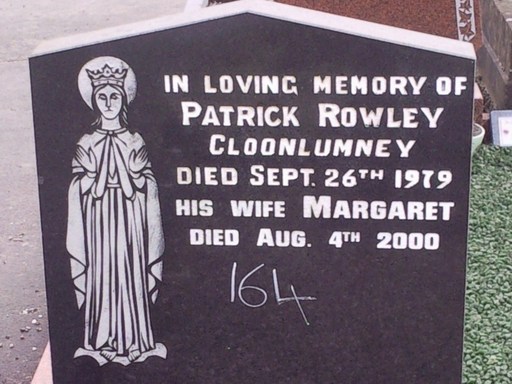 IN LOVING MEMORY OF
PATRICK ROWLEY
CLOONLUMNEY
DIED SEPT. 26TH 1979
HIS WIFE MARGARET
DIED AUG. 4TH 2000
164